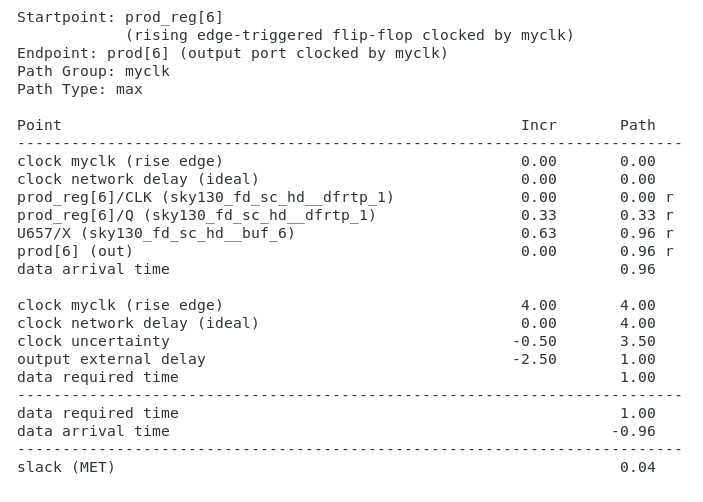 Startpoint: prod_reg[6]
(rising edge-triggered flip-flop clocked by myclk)
Endpoint: prod[6] (output port clocked by myclk)
Path Group: myclk
Path Type: max
Point Incr Path
--------------------------------------------------------------------------
clock myclk (rise edge) 0.00 0.00
clock network delay (ideal) 0.00 0.00
prod_reg[6]/CLK (sky130_fd_sc_hd__dfrtp_1) 0.00 0.00 r
prod_reg[6]/Q (sky130_fd_sc_hd__dfrtp_1) 0.33 0.33 r
U657/X (sky130_fd_sc_hd__buf_6) 0.63 0.96 r
prod[6] (out) 0.00 0.96 r
data arrival time 0.96
clock myclk (rise edge) 4.00 4.00
clock network delay (ideal) 0.00 4.00
clock uncertainty -0.50 3.50
output external delay -2.50 1.00
data required time 1.00
--------------------------------------------------------------------------
data required time 1.00
data arrival time -0.96
--------------------------------------------------------------------------
slack (MET) 0.04